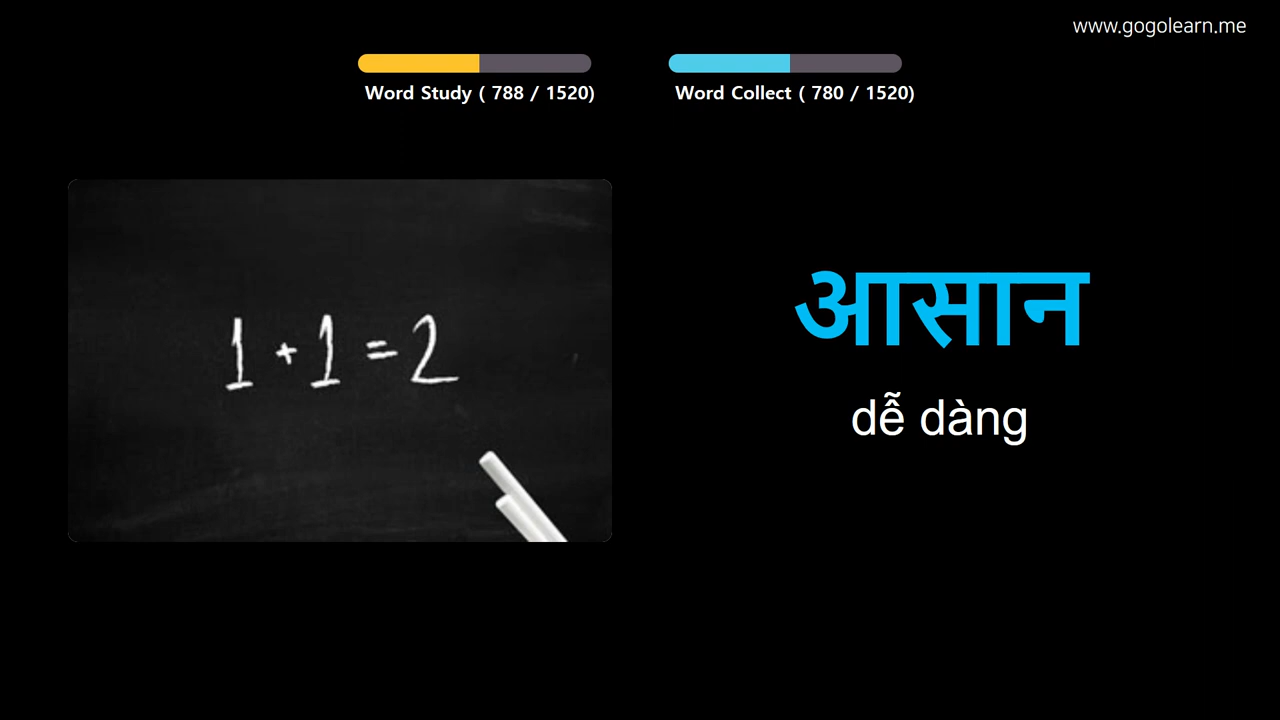 www.gogolearn.me
Word Study ( 788 / 1520)
Word Collect ( 780 / 1520)
1 + 1 = 2
आसान
dễ dàng